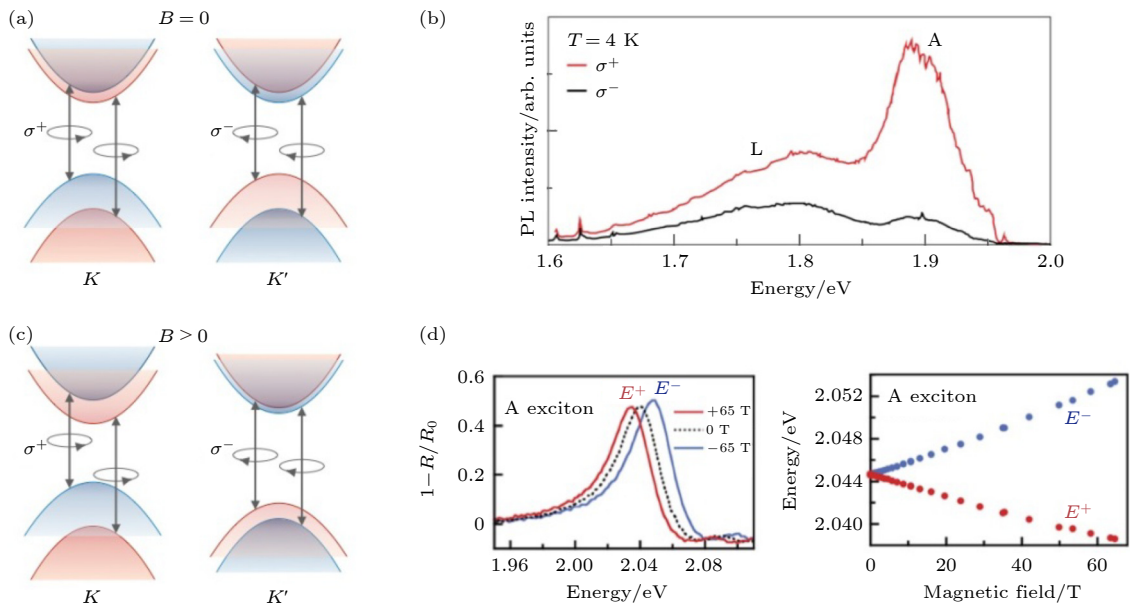 (a)
B = 0
σ+
σ−
K
K′
(b)
T = 4 K
σ+
σ−
A
L
PL intensity/arb. units
1.6
1.7
1.8
1.9
2.0
Energy/eV
(c)
B > 0
σ+
σ−
K
K′
(d)
0.6
0.4
0.2
0
A exciton
E+
E−
+65 T
0 T
−65 T
1−R/R0
1.96
2.00
2.04
2.08
Energy/eV
2.052
2.048
2.044
2.040
A exciton
E−
E+
Energy/eV
0
20
40
60
Magnetic field/T